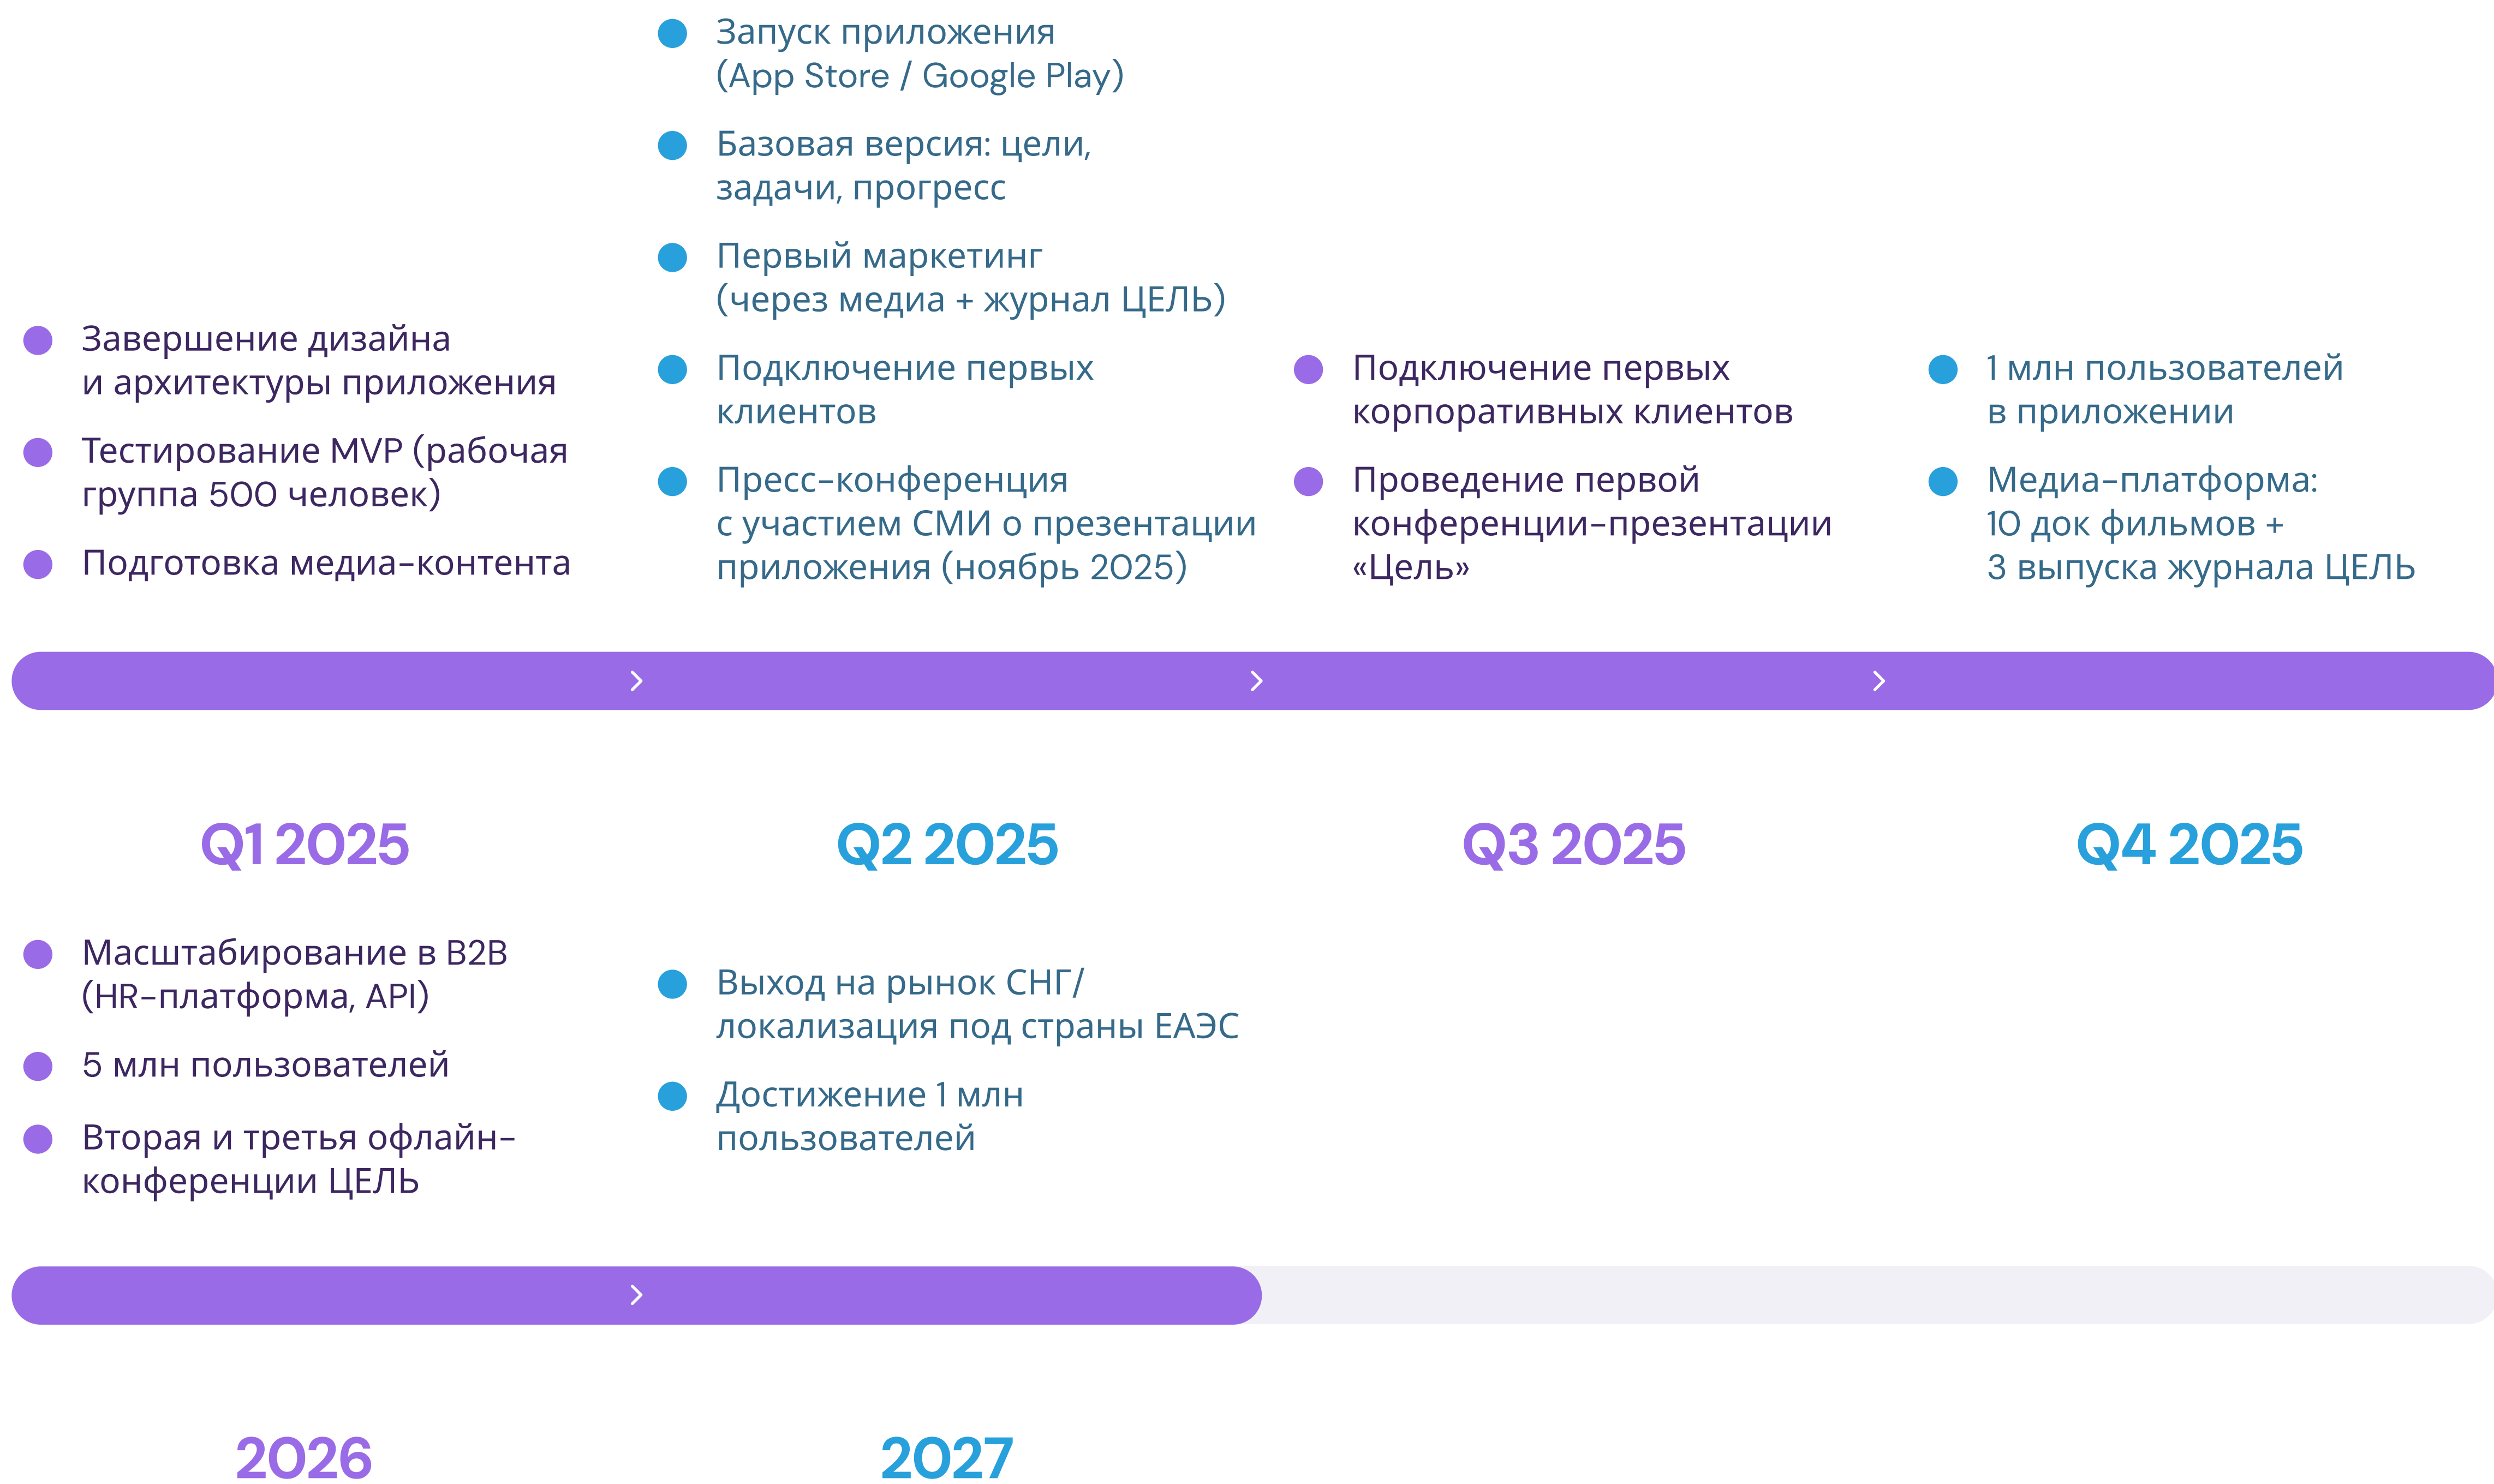 Завершение дизайна
и архитектуры приложения
Тестирование MVP (рабочая
группа 500 человек)
Подготовка медиа-контента
Запуск приложения
(App Store / Google Play)
Базовая версия: цели,
задачи, прогресс
Первый маркетинг
(через медиа + журнал ЦЕЛЬ)
Подключение первых
клиентов
Пресс-конференция
с участием СМИ о презентации
приложения (ноябрь 2025)
Подключение первых
корпоративных клиентов
Проведение первой
конференции-презентации
«Цель»
1 млн пользователей
в приложении
Медиа-платформа:
10 док фильмов +
3 выпуска журнала ЦЕЛЬ
Q1 2025
Q2 2025
Q3 2025
Q4 2025
Масштабирование в B2B
(HR-платформа, API)
5 млн пользователей
Вторая и третья офлайн-
конференции ЦЕЛЬ
Выход на рынок СНГ/
локализация под страны ЕАЭС
Достижение 1 млн
пользователей
2026
2027